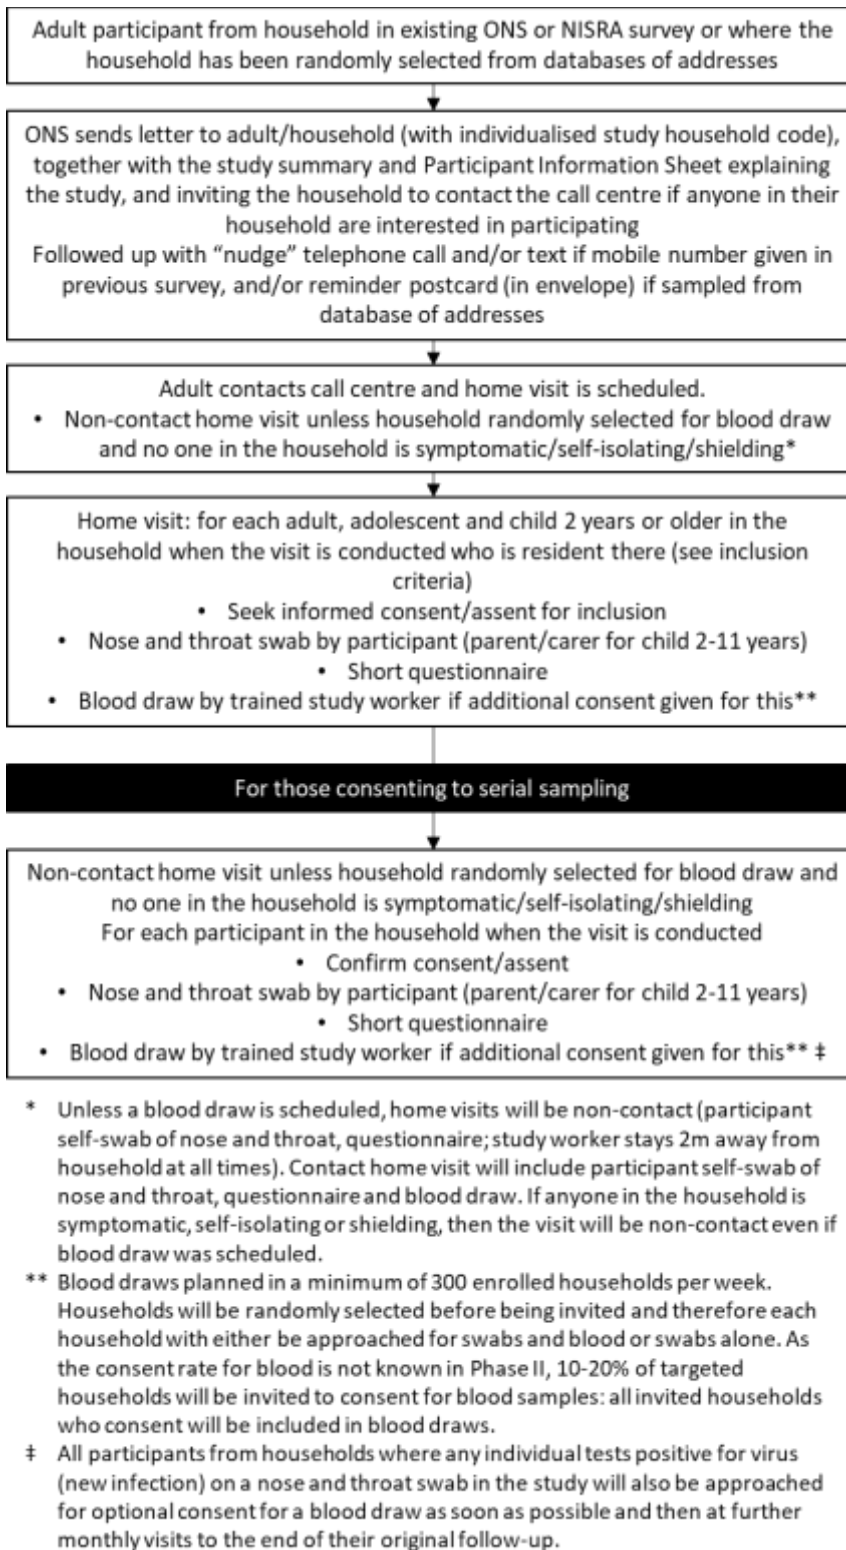 Adult participant from household in existing ONS or NISRA survey or where the
household has been randomly selected from databases of addresses
ONS sends letter to adult/household (with individualised study household code),
together with the study summary and Participant Information Sheet explaining
the study, and inviting the household to contact the call centre if anyone in their
household are interested in participating
Followed up with “nudge” telephone call and/or text if mobile number given in
previous survey, and/or reminder postcard (in envelope) if sampled from
database of addresses
Adult contacts call centre and home visit is scheduled.
• Non-contact home visit unless household randomly selected for blood draw
and no one in the household is symptomatic/self-isolating/shielding*
Home visit: for each adult, adolescent and child 2 years or older in the
household when the visit is conducted who is resident there (see inclusion
criteria)
• Seek informed consent/assent for inclusion
• Nose and throat swab by participant (parent/carer for child 2-11 years)
• Short questionnaire
• Blood draw by trained study worker if additional consent given for this**
For those consenting to serial sampling
Non-contact home visit unless household randomly selected for blood draw and
no one in the household is symptomatic/self-isolating/shielding
For each participant in the household when the visit is conducted
• Confirm consent/assent
• Nose and throat swab by participant (parent/carer for child 2-11 years)
• Short questionnaire
• Blood draw by trained study worker if additional consent given for this** ‡
* Unless a blood draw is scheduled, home visits will be non-contact (participant
self-swab of nose and throat, questionnaire; study worker stays 2m away from
household at all times). Contact home visit will include participant self-swab of
nose and throat, questionnaire and blood draw. If anyone in the household is
symptomatic, self-isolating or shielding, then the visit will be non-contact even if
blood draw was scheduled.
** Blood draws planned in a minimum of 300 enrolled households per week.
Households will be randomly selected before being invited and therefore each
household with either be approached for swabs and blood or swabs alone. As
the consent rate for blood is not known in Phase II, 10-20% of targeted
households will be invited to consent for blood samples: all invited households
who consent will be included in blood draws.
‡ All participants from households where any individual tests positive for virus
(new infection) on a nose and throat swab in the study will also be approached
for optional consent for a blood draw as soon as possible and then at further
monthly visits to the end of their original follow-up.